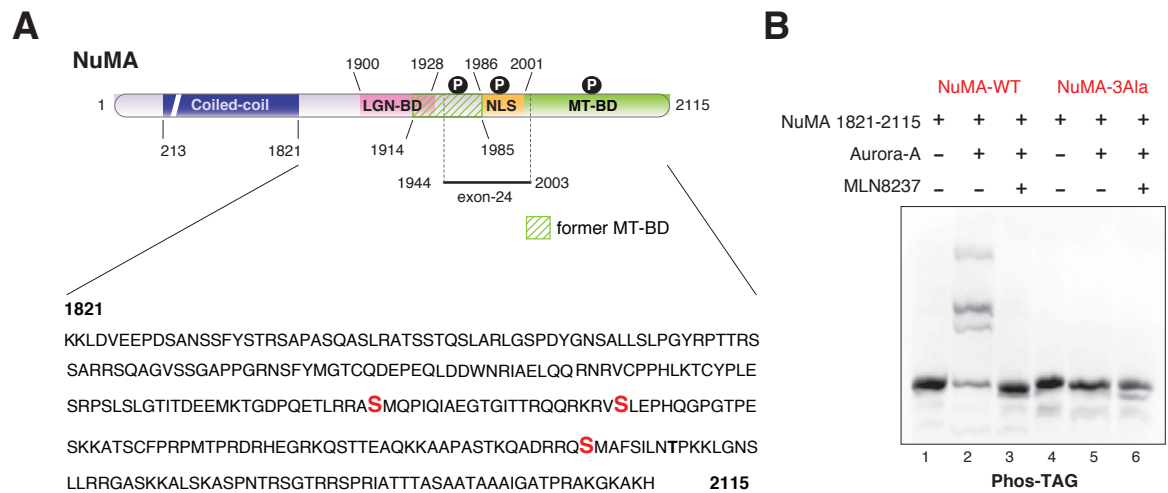 A
NuMA
1900 1928 1986 2001
P P P
1 Coiled-coil LGN-BD NLS MT-BD 2115
213 1821 1914 1985
1944 2003
exon-24
former MT-BD
1821
KKLDVEEPDSANSSFYSTRSAPASQASLRATSSTQSLARLGSPDYGNSALLSLPGYRPTTRS
SARRSQAGVSSGAPPGRNSFYMGTCQDEPEQLDDWNRIAELQQRNRVCPPHLKTCYPLE
SRPSLSLGTITDEEMKTGDPQETLRRASMQPIQIAEGTGITTRQQRKRVSLEPHQGPGTPE
SKKATSCFPRPMTPRDRHEGRKQSTTEAQKKAAPASTKQADRRQSMAFSILNTPKKLGNS
LLRRGASKKALSKASPNTRSGTRRSPRIATTTASAATAAAIGATPRAKGKAKH 2115
B
NuMA-WT NuMA-3Ala
NuMA 1821-2115 + + + + + +
Aurora-A – + + – + +
MLN8237 – – + – – +
1 2 3 4 5 6
Phos-TAG